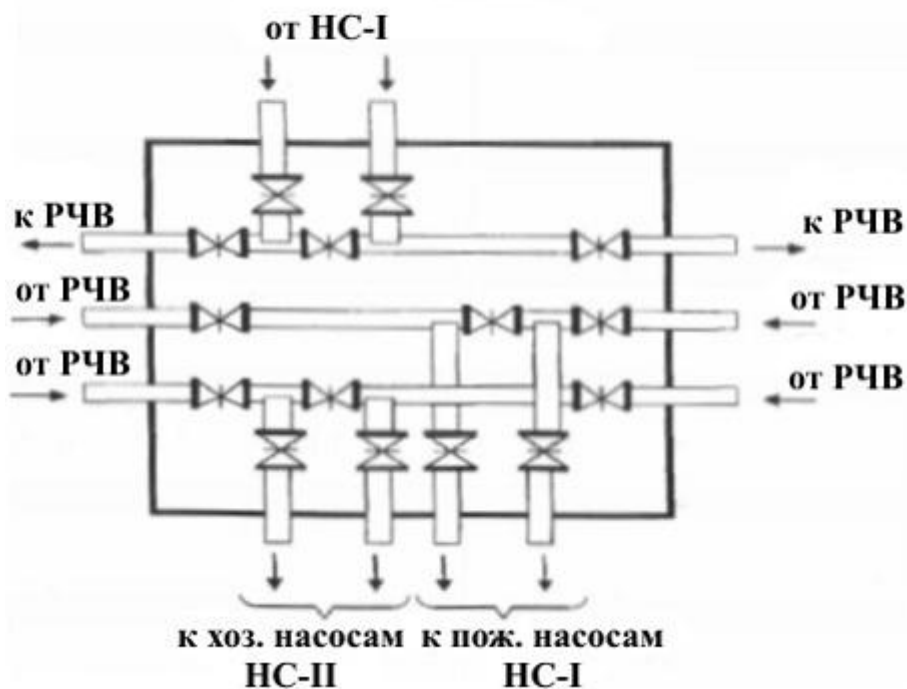 от НС-I
к РЧВ
к РЧВ
от РЧВ
от РЧВ
от РЧВ
от РЧВ
к хоз. насосам
НС-II
к пож. насосам
НС-I